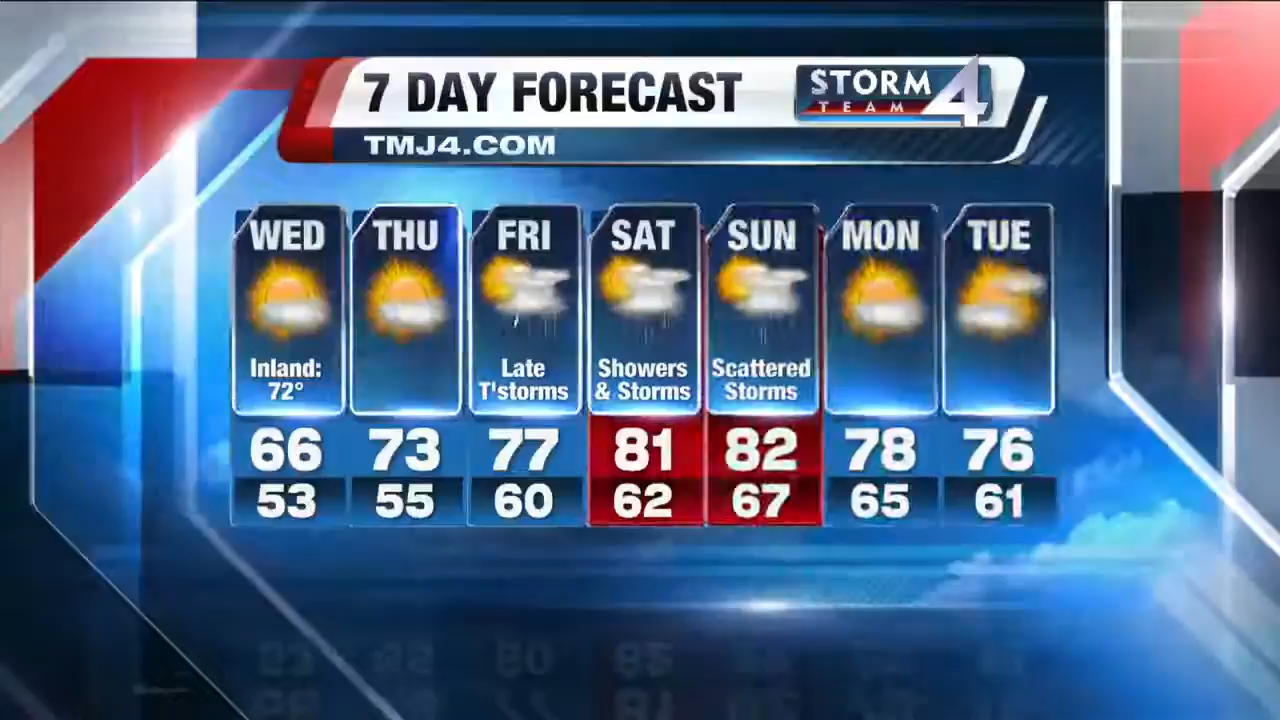 7 DAY FORECAST
STORM 4
TEAM
TMJ4.COM
WED THU FRI SAT SUN MON TUE
Inland: Late Showers Scattered
72° T'storms & Storms Storms
66 73 77 81 82 78 76
53 55 60 62 67 65 61